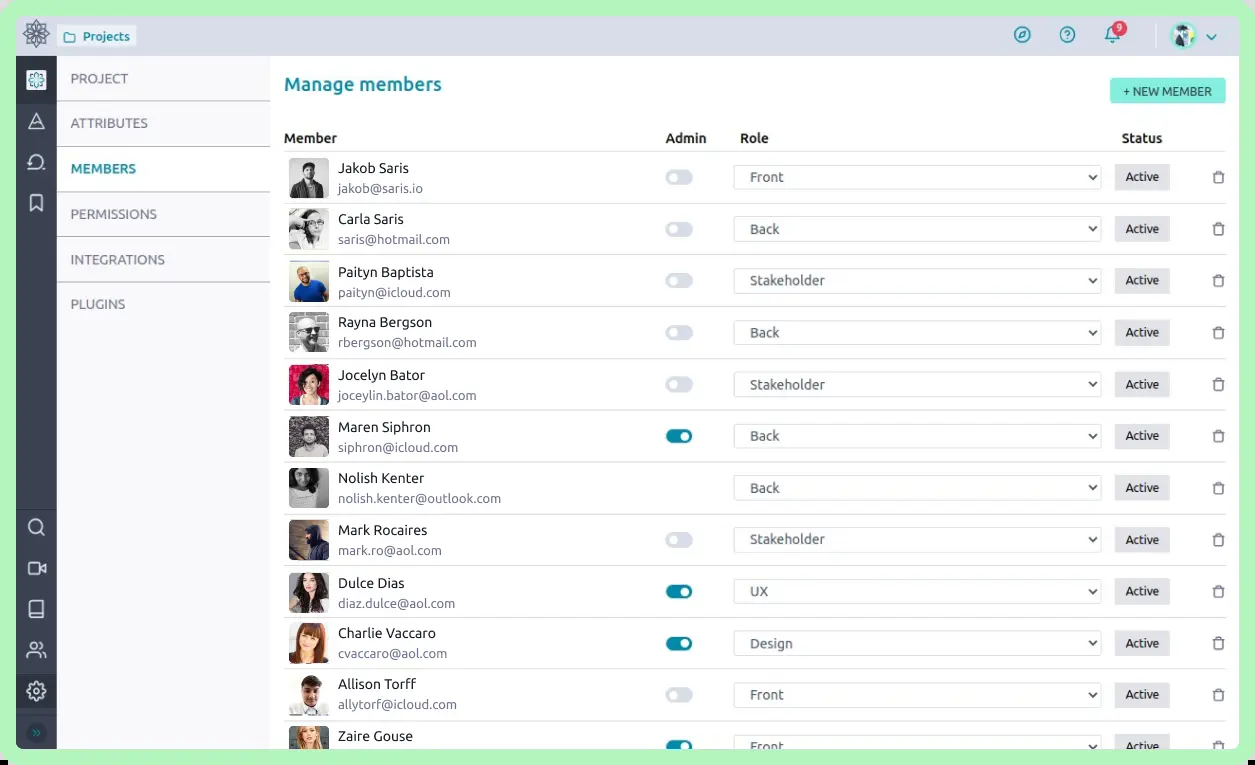 Projects
9
PROJECT
ATTRIBUTES
MEMBERS
PERMISSIONS
INTEGRATIONS
PLUGINS
Manage members
+ NEW MEMBER
Member Admin Role Status
Jakob Saris
jakob@saris.io
Front Active
Carla Saris
saris@hotmail.com
Back Active
Paityn Baptista
paityn@icloud.com
Stakeholder Active
Rayna Bergson
rbergson@hotmail.com
Back Active
Jocelyn Bator
joceylin.bator@aol.com
Stakeholder Active
Maren Siphron
siphron@icloud.com
Back Active
Nolish Kenter
nolish.kenter@outlook.com
Back Active
Mark Rocaires
mark.ro@aol.com
Stakeholder Active
Dulce Dias
diaz.dulce@aol.com
UX Active
Charlie Vaccaro
cvaccaro@aol.com
Design Active
Allison Torff
allytorf@icloud.com
Front Active
Zaire Gouse
Front Active